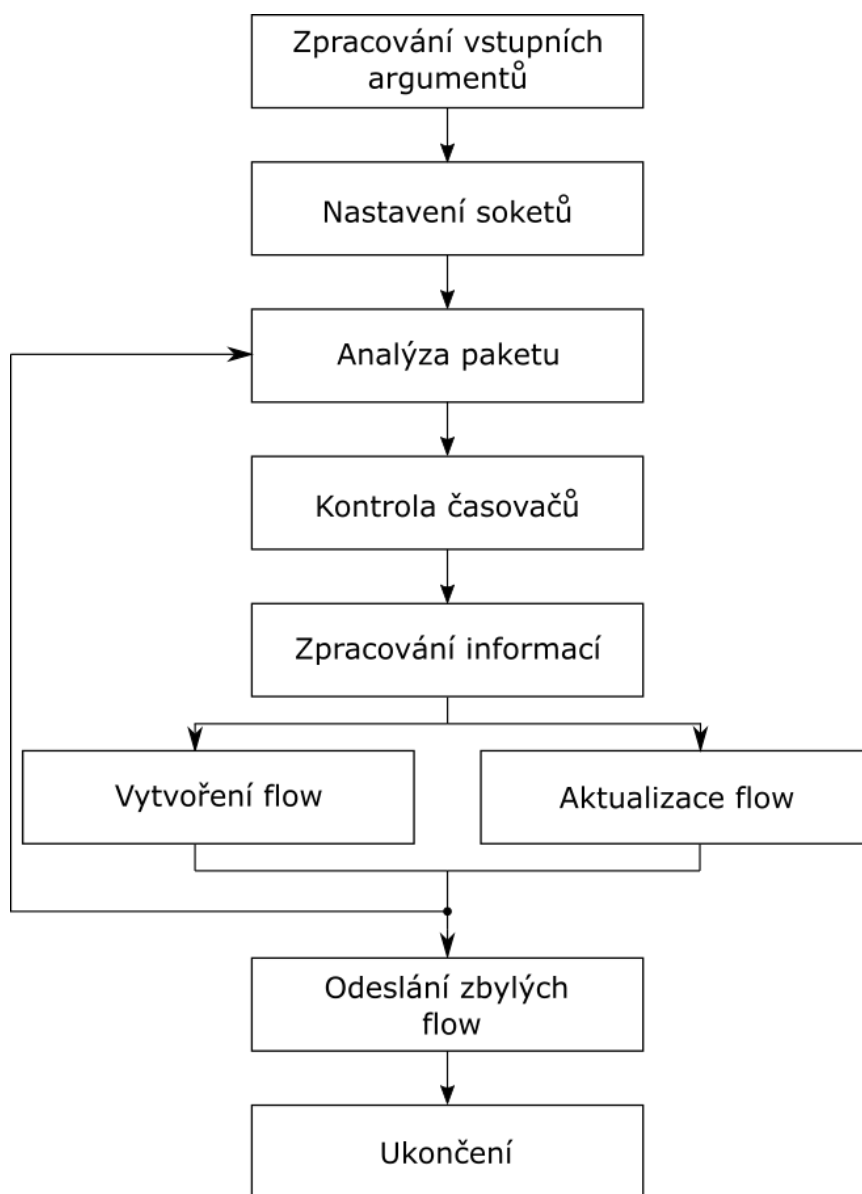 Zpracování vstupních
argumentů
Nastavení soketů
Analýza paketu
Kontrola časovačů
Zpracování informací
Vytvoření flow
Aktualizace flow
Odeslání zbylých
flow
Ukončení